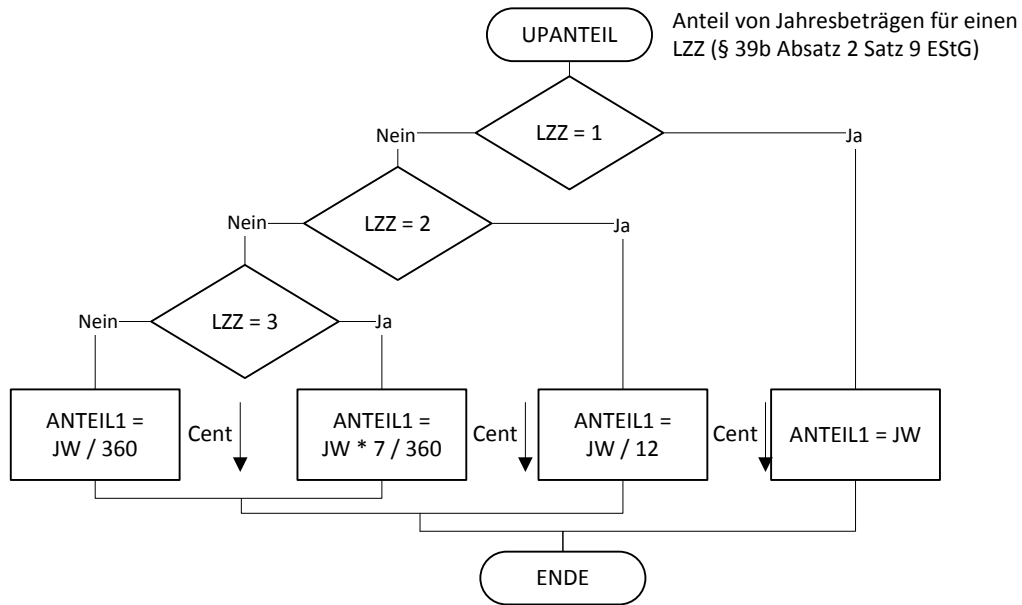 UPANTEIL
Anteil von Jahresbeträgen für einen
LZZ (§ 39b Absatz 2 Satz 9 EStG)
LZZ = 1
Nein
Ja
LZZ = 2
Nein
Ja
LZZ = 3
Nein
Ja
ANTEIL1 =
JW / 360
Cent
ANTEIL1 =
JW * 7 / 360
Cent
ANTEIL1 =
JW / 12
Cent
ANTEIL1 = JW
ENDE